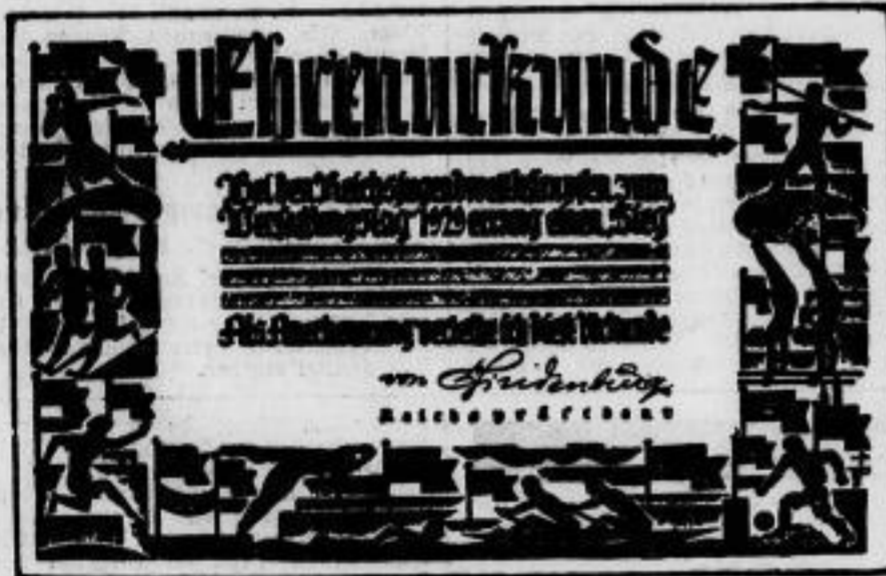 Ehrenurkunde
Bei den Reichsjugendwettkämpfen zum
Verfassungstag 1929 errang einen Sieg
Als Anerkennung verleihe ich diese Urkunde
von Hindenburg
Reichspräsident